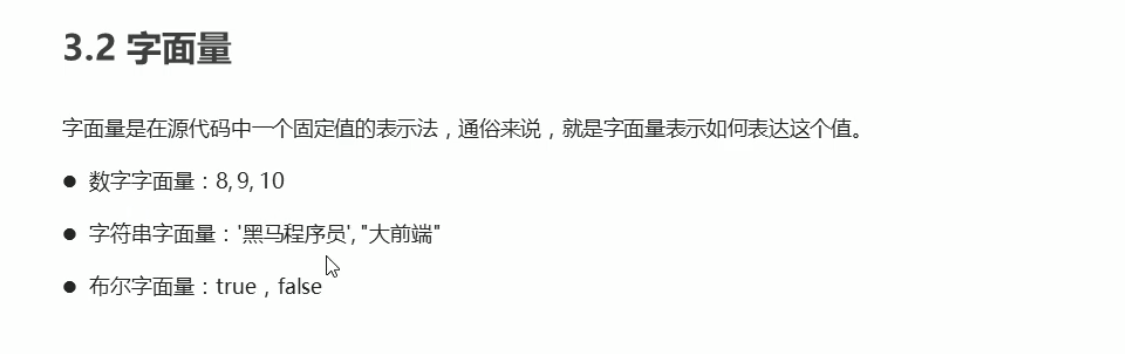 3.2 字面量
字面量是在源代码中一个固定值的表示法，通俗来说，就是字面量表示如何表达这个值。
● 数字字面量：8, 9, 10
● 字符串字面量：'黑马程序员', "大前端"
● 布尔字面量：true，false